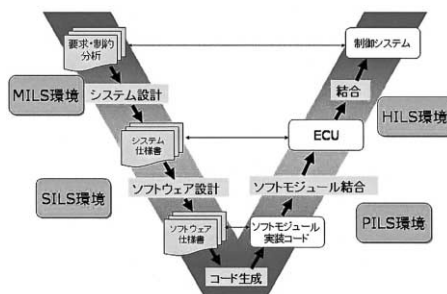 要求・制約
分析
制御システム
MILS環境
システム設計
結合
HILS環境
システム
仕様書
ECU
SILS環境
ソフトウェア設計
ソフトモジュール結合
PILS環境
ソフトウェア
仕様書
ソフトモジュール
実装コード
コード生成